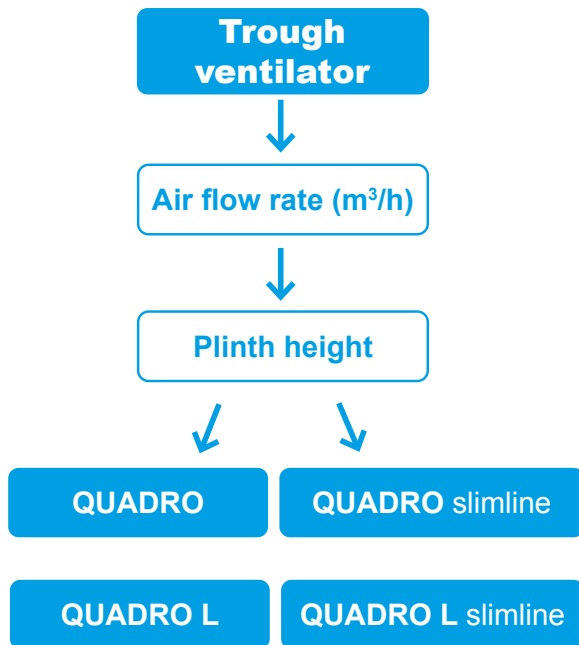 Trough
ventilator
Air flow rate (m³/h)
Plinth height
QUADRO
QUADRO slimline
QUADRO L
QUADRO L slimline